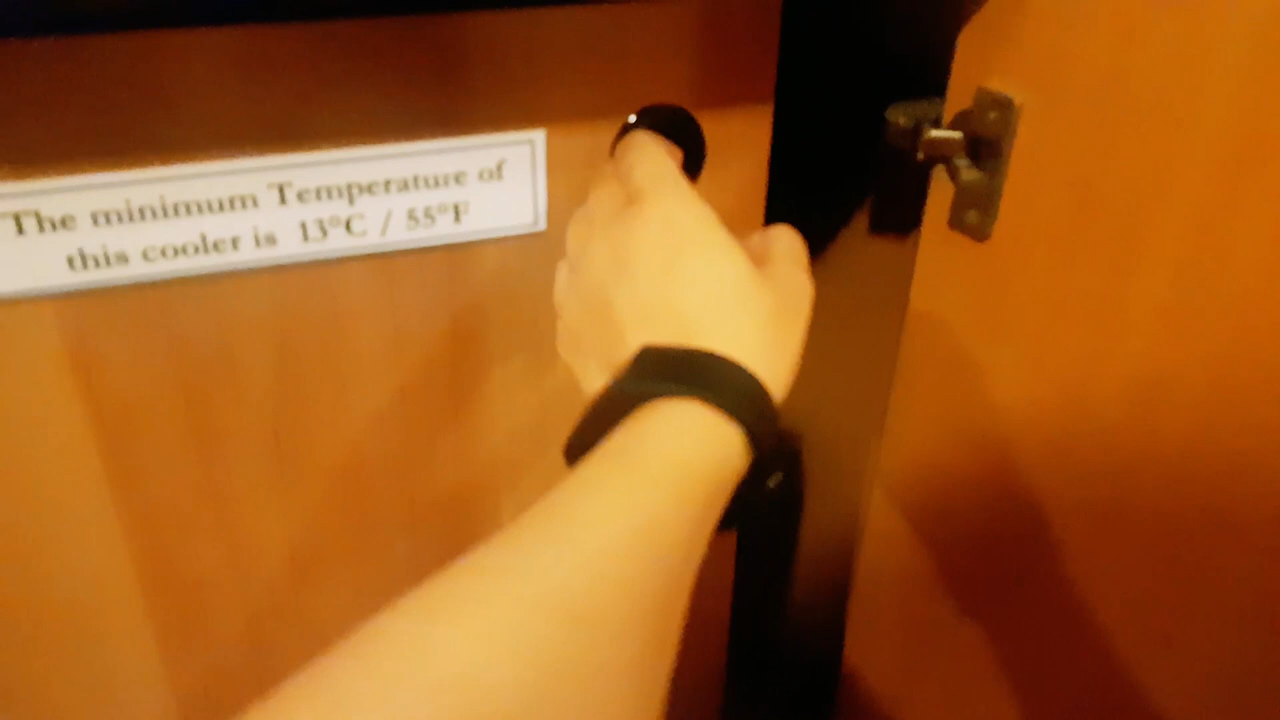 The minimum Temperature of
this cooler is 13°C / 55°F